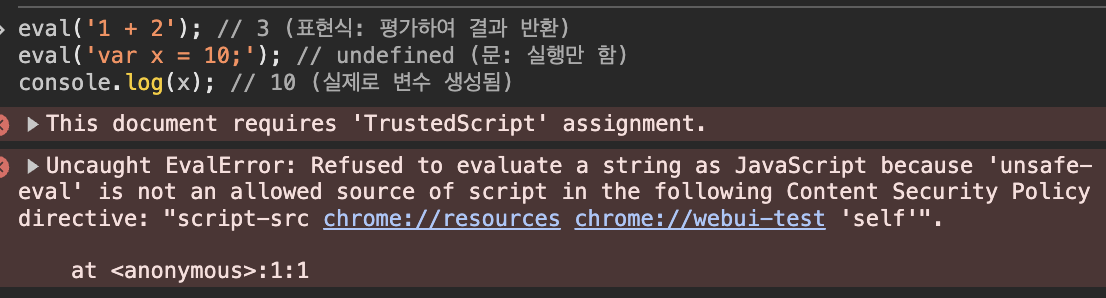 eval('1 + 2'); // 3 (표현식: 평가하여 결과 반환)
eval('var x = 10;'); // undefined (문: 실행만 함)
console.log(x); // 10 (실제로 변수 생성됨)
This document requires 'TrustedScript' assignment.
Uncaught EvalError: Refused to evaluate a string as JavaScript because 'unsafe-
eval' is not an allowed source of script in the following Content Security Policy
directive: "script-src chrome://resources chrome://webui-test 'self'".
at <anonymous>:1:1